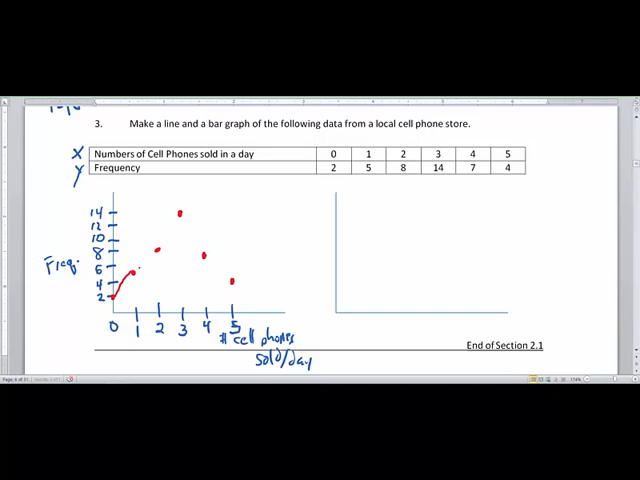 3. Make a line and a bar graph of the following data from a local cell phone store.
X Numbers of Cell Phones sold in a day 0 1 2 3 4 5
Y Frequency 2 5 8 14 7 4
14
12
10
8
Freq. 6
4
2
0 1 2 3 4 5
# cell phones
sold/day
End of Section 2.1